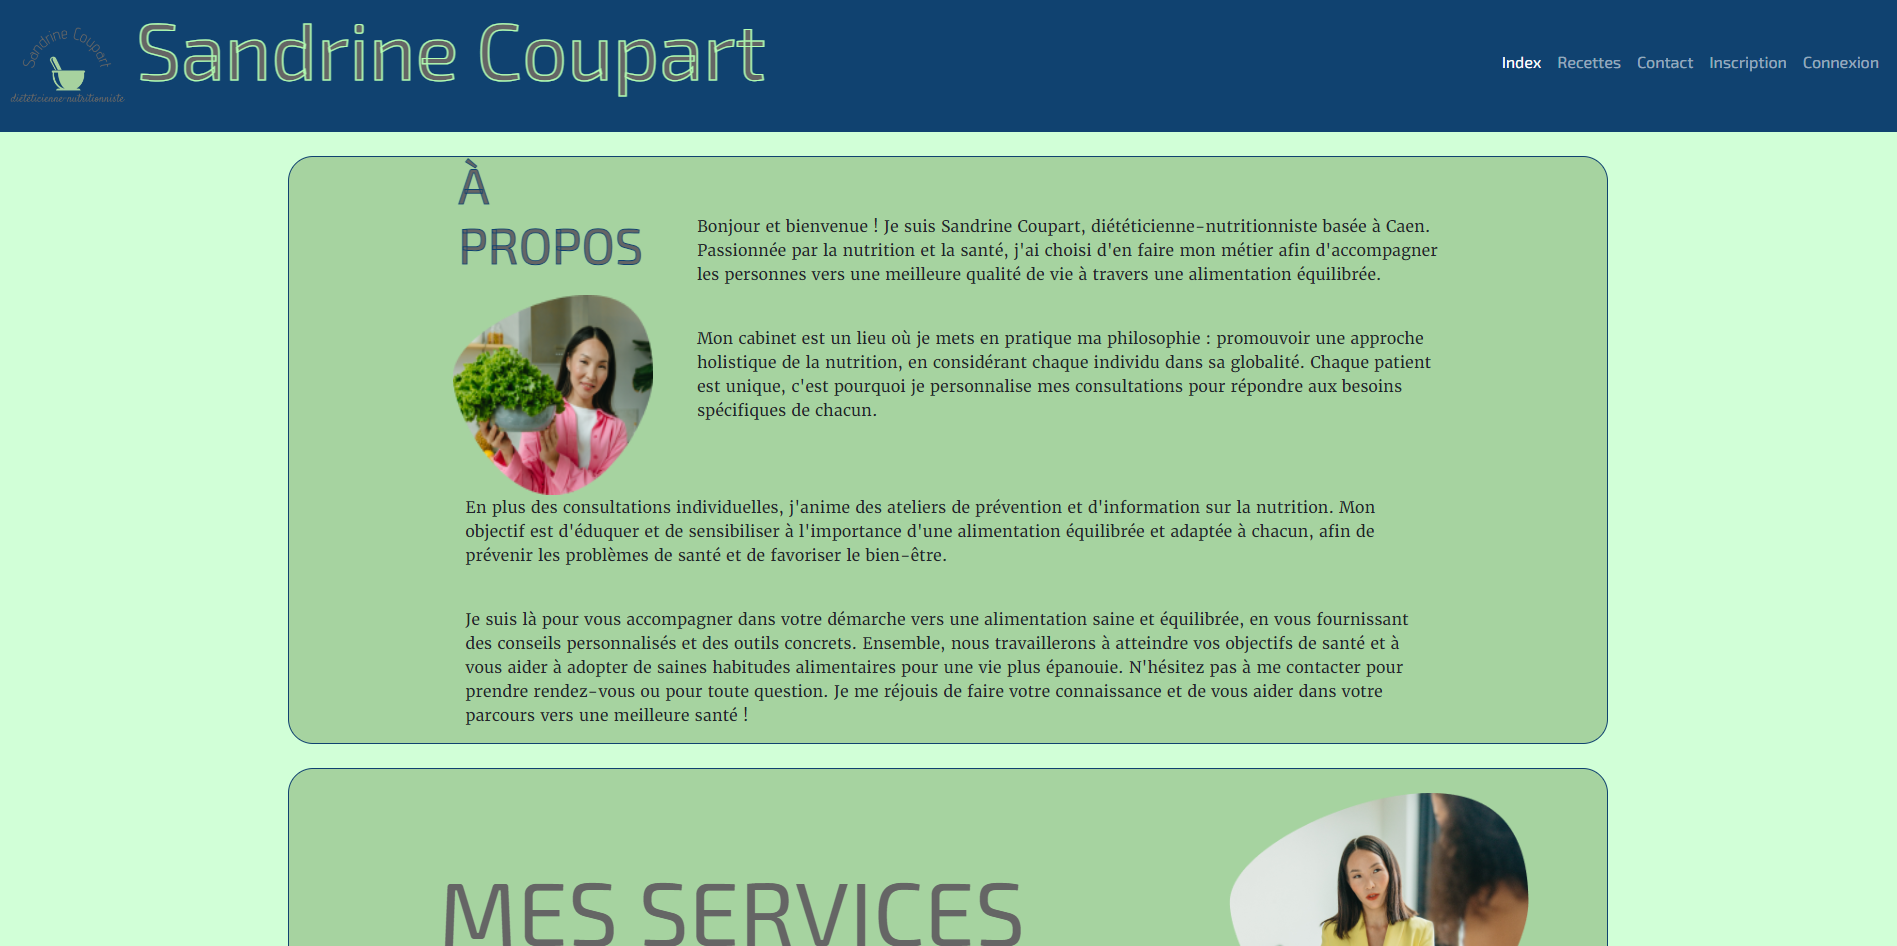 Sandrine Coupart
diététicienne-nutritionniste
Sandrine Coupart
Index Recettes Contact Inscription Connexion
À
PROPOS
Bonjour et bienvenue ! Je suis Sandrine Coupart, diététicienne-nutritionniste basée à Caen.
Passionnée par la nutrition et la santé, j'ai choisi d'en faire mon métier afin d'accompagner
les personnes vers une meilleure qualité de vie à travers une alimentation équilibrée.
Mon cabinet est un lieu où je mets en pratique ma philosophie : promouvoir une approche
holistique de la nutrition, en considérant chaque individu dans sa globalité. Chaque patient
est unique, c'est pourquoi je personnalise mes consultations pour répondre aux besoins
spécifiques de chacun.
En plus des consultations individuelles, j'anime des ateliers de prévention et d'information sur la nutrition. Mon
objectif est d'éduquer et de sensibiliser à l'importance d'une alimentation équilibrée et adaptée à chacun, afin de
prévenir les problèmes de santé et de favoriser le bien-être.
Je suis là pour vous accompagner dans votre démarche vers une alimentation saine et équilibrée, en vous fournissant
des conseils personnalisés et des outils concrets. Ensemble, nous travaillerons à atteindre vos objectifs de santé et à
vous aider à adopter de saines habitudes alimentaires pour une vie plus épanouie. N'hésitez pas à me contacter pour
prendre rendez-vous ou pour toute question. Je me réjouis de faire votre connaissance et de vous aider dans votre
parcours vers une meilleure santé !
MES SERVICES